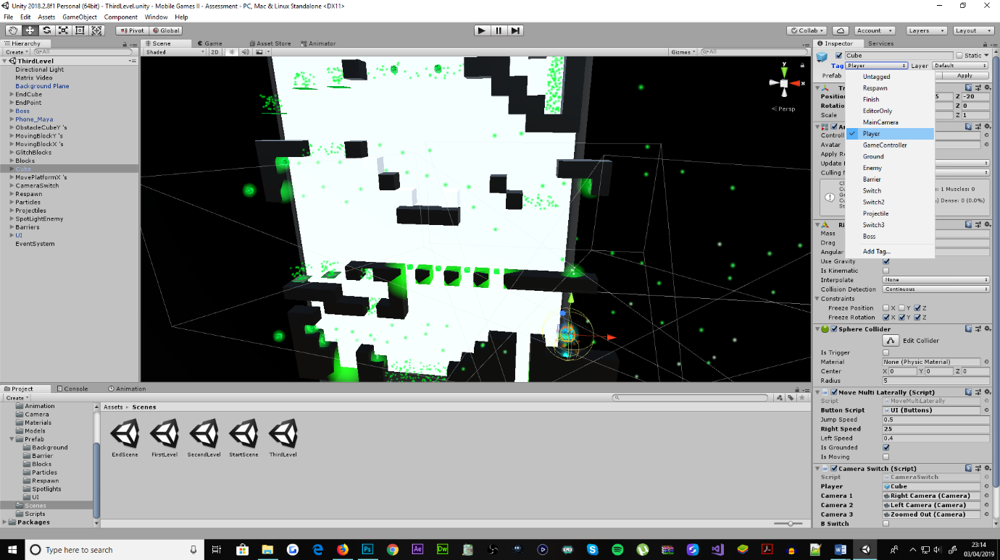 Unity 2018.2.8f1 Personal (64bit) - ThirdLevel.unity - Mobile Games II - Assessment - PC, Mac & Linux Standalone <DX11>
File Edit Assets GameObject Component Window Help
Pivot Global Collab Account Layers Layout
Hierarchy
Create All
ThirdLevel
Directional Light
Matrix Video
Background Plane
EndCube
EndPoint
Boss
Phone_Maya
ObstacleCubeY 's
MovingBlockY 's
MovingBlockX 's
GlitchBlocks
Blocks
Cube
MovePlatformX 's
CameraSwitch
Respawn
Particles
Projectiles
SpotLightEnemy
Barriers
UI
EventSystem
Scene Game Asset Store Animator
Shaded 2D Gizmos All
y
x
Persp
Inspector Services
Cube Static
Tag Player Layer Default
Prefab Apply
Untagged
Respawn
Finish
EditorOnly
MainCamera
Player
GameController
Ground
Enemy
Barrier
Switch
Switch2
Projectile
Switch3
Boss
Add Tag...
Tr
Position S Z -20
Rotatio Z 0
Scale Z 1
An
Controll
Avatar
Apply Ro
Update
Culling M
: 1 Muscles: 0
) Dense: 0 (0.0%)
Ri
Mass
Drag
Angular
Use Gravity
Is Kinematic
Interpolate None
Collision Detection Continuous
Constraints
Freeze Position X Y Z
Freeze Rotation X Y Z
Sphere Collider
Edit Collider
Is Trigger
Material None (Physic Material)
Center X 0 Y 0 Z 0
Radius 5
Move Multi Laterally (Script)
Script MoveMultiLaterally
Button Script UI (Buttons)
Jump Speed 0.5
Right Speed 25
Left Speed 0.4
Is Grounded
Is Moving
Camera Switch (Script)
Script CameraSwitch
Player Cube
Camera 1 Right Camera (Camera)
Camera 2 Left Camera (Camera)
Camera 3 Zoomed Out (Camera)
B Switch
Project Console Animation
Create
Animation
Camera
Materials
Models
Prefab
Background
Barrier
Blocks
Particles
Respawn
Spotlights
UI
Scenes
Scripts
Packages
Assets Scenes
EndScene FirstLevel SecondLevel StartScene ThirdLevel
Type here to search
Ps Ae Dw
23:14
03/04/2019